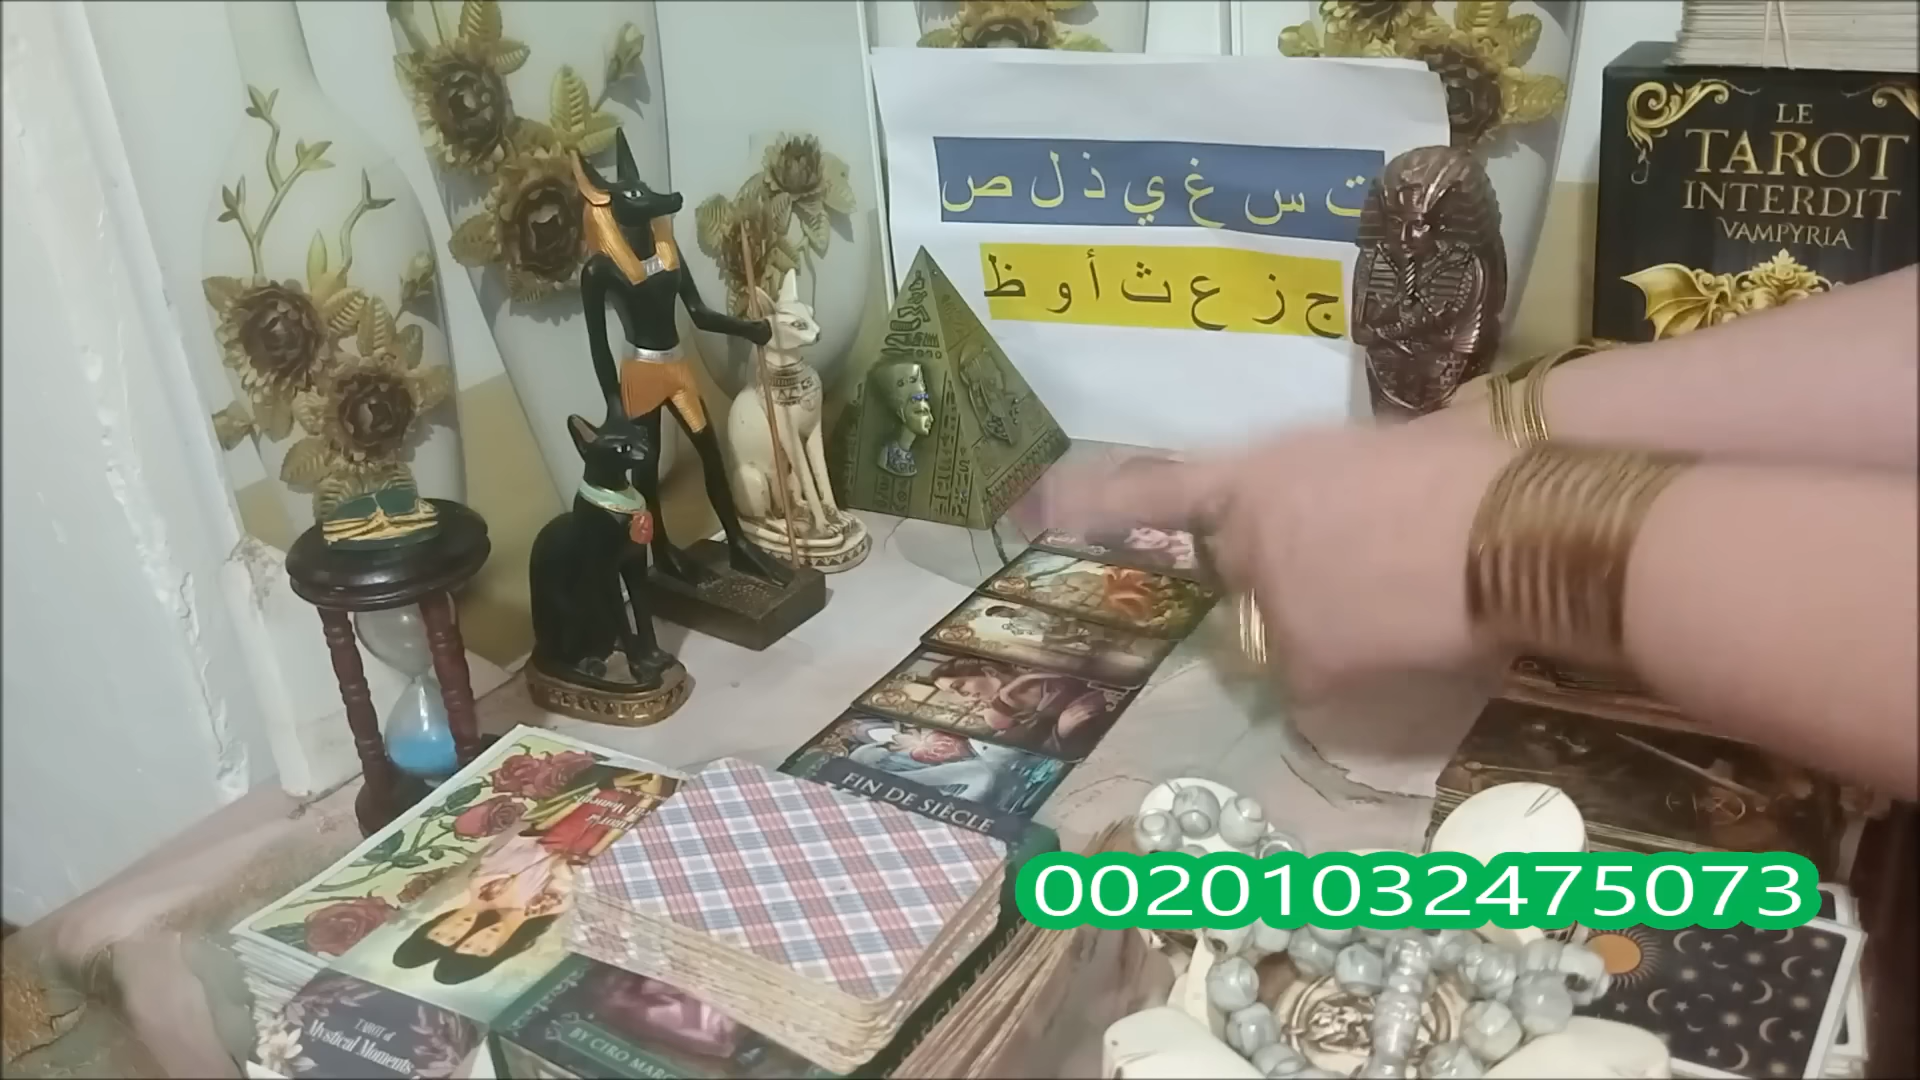 ت س غ ي ذ ل ص
ج ز ع ث أ و ظ
LE
TAROT
INTERDIT
VAMPYRIA
FIN DE SIÈCLE
00201032475073
TAROT of
Mystical Moments
BY CIRO MARC